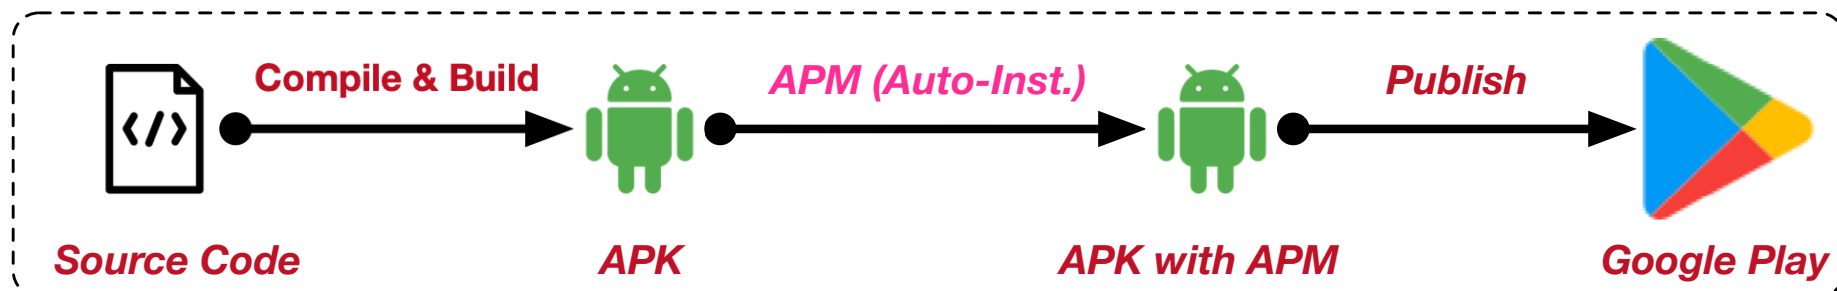 Compile & Build
APM (Auto-Inst.)
Publish
</>
Source Code
APK
APK with APM
Google Play